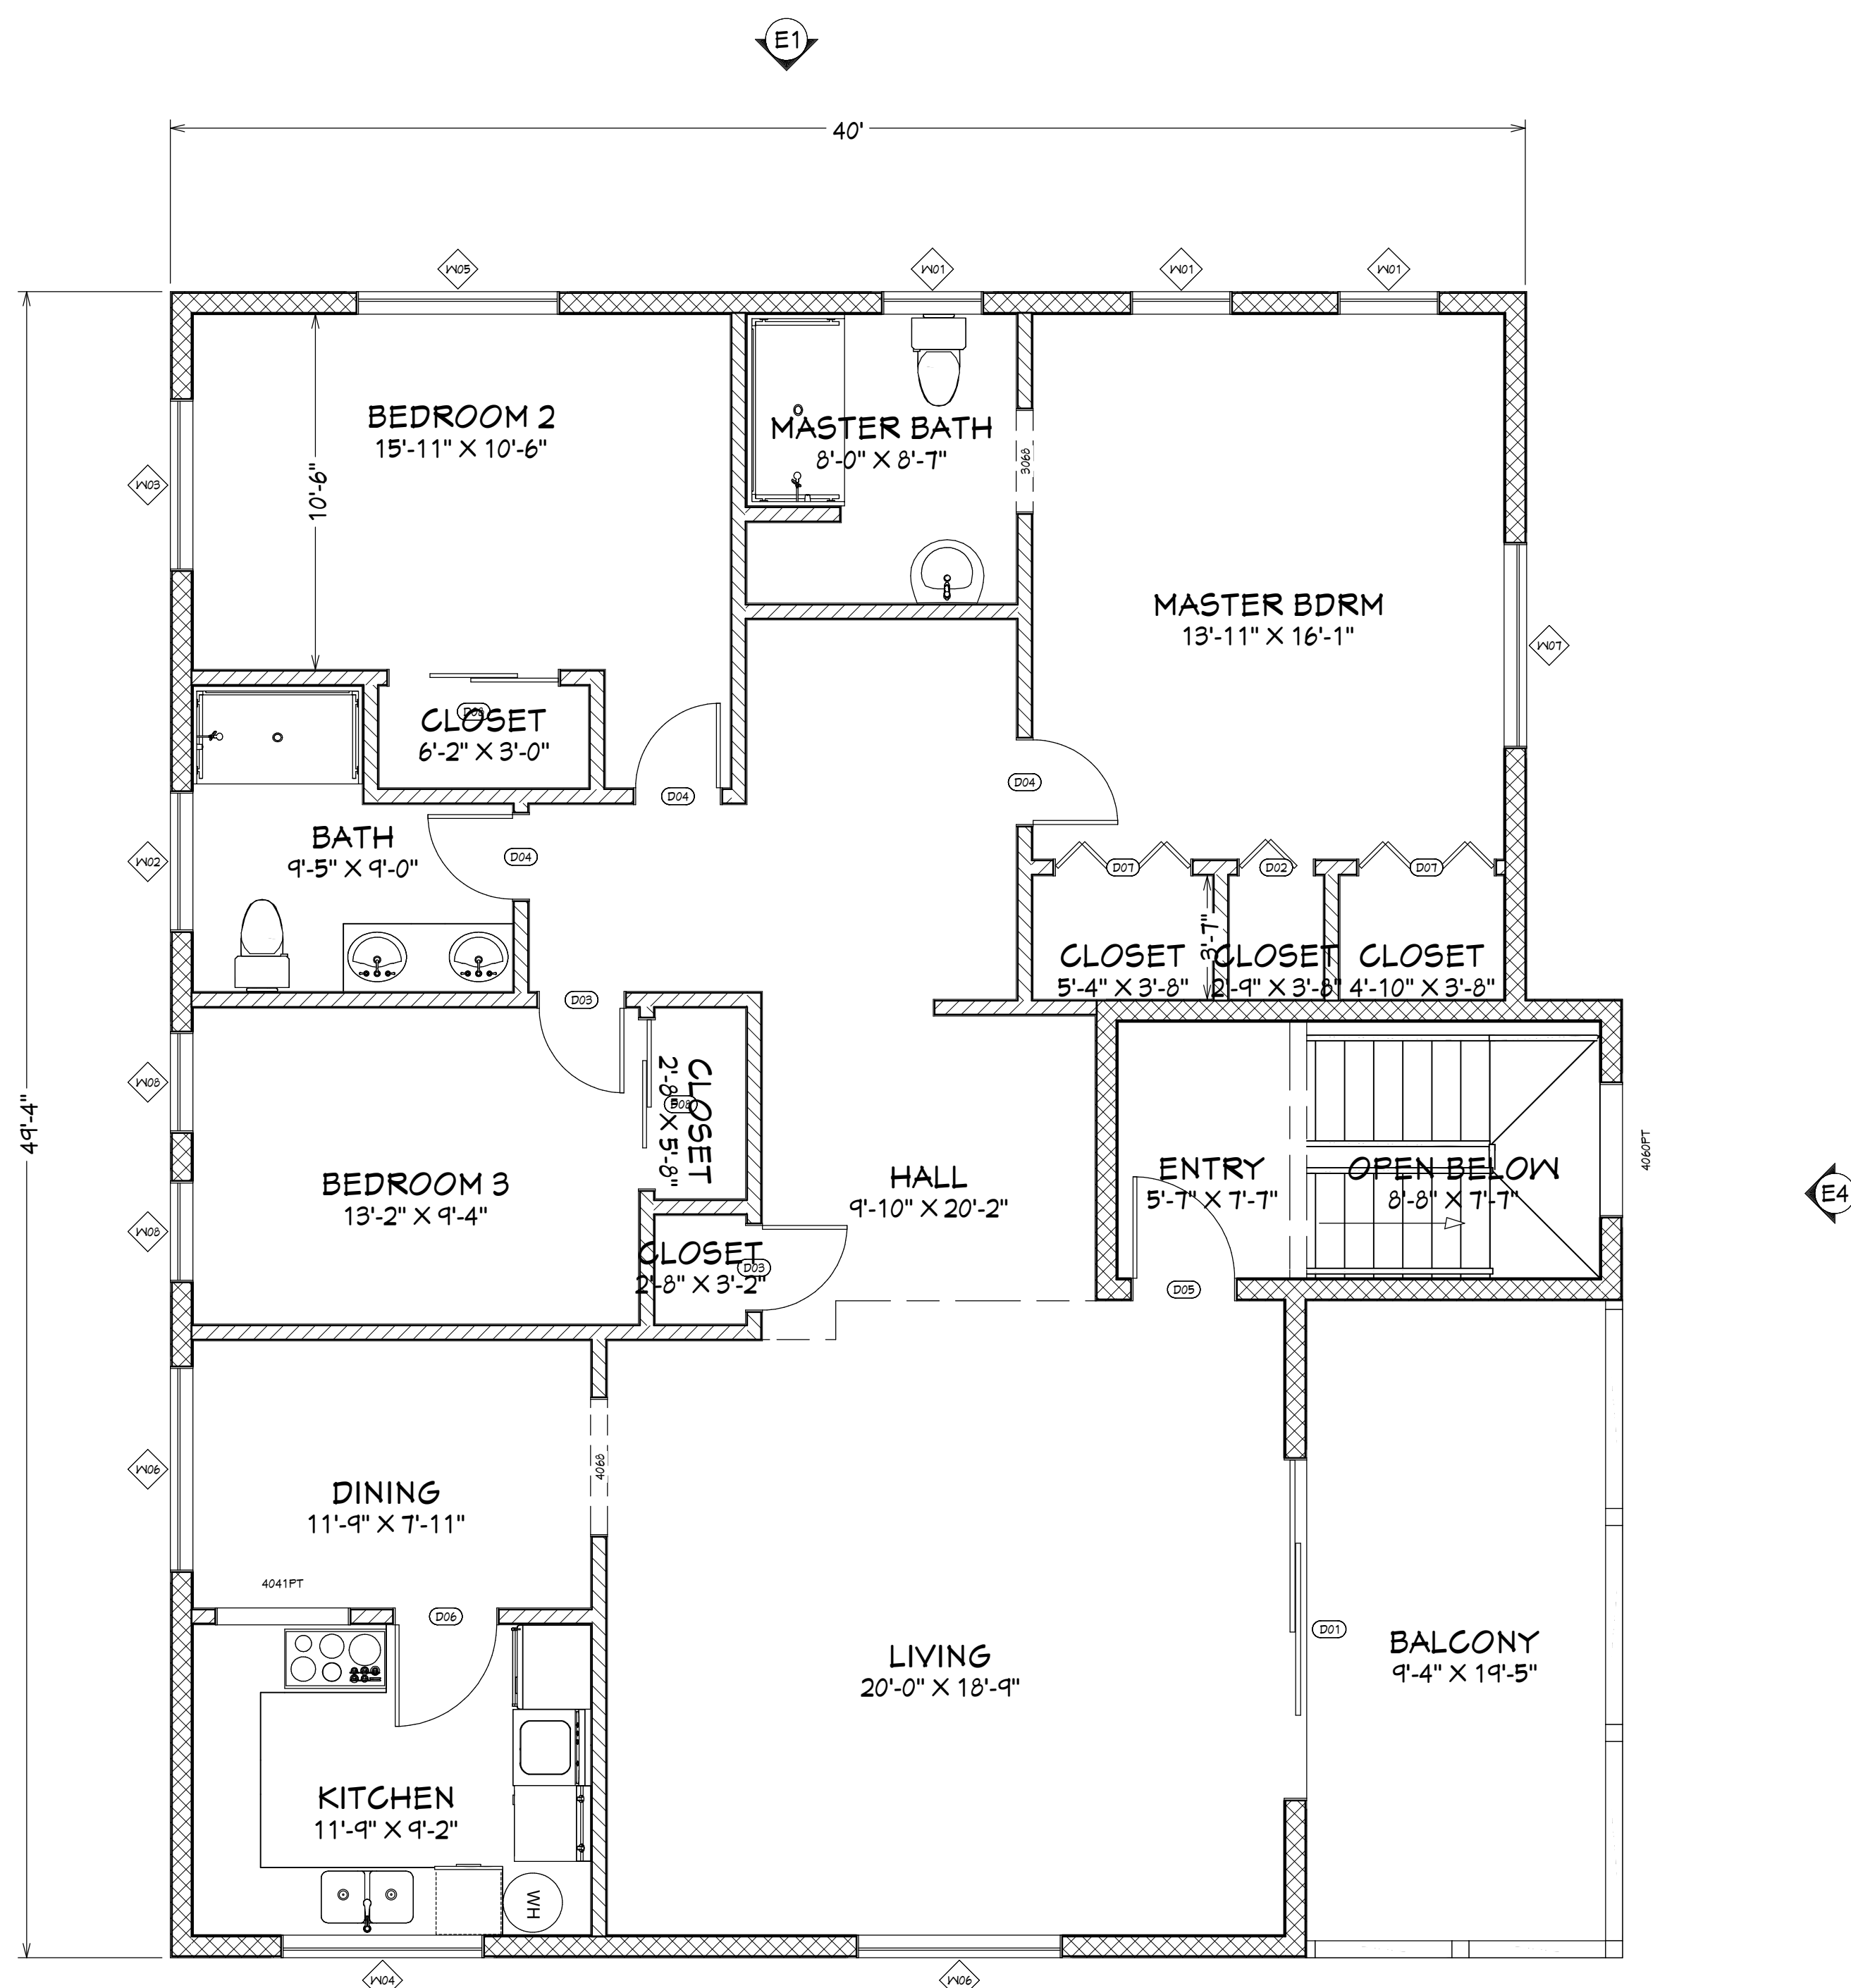 E1
40'
W05
W01
W01
W01
BEDROOM 2
15'-11" X 10'-6"
10'-6"
MASTER BATH
8'-0" X 8'-7"
3068
W03
MASTER BDRM
13'-11" X 16'-1"
W07
CLOSET
6'-2" X 3'-0"
D04
D04
BATH
9'-5" X 9'-0"
D04
W02
D07
D02
D07
3'-7"
CLOSET
5'-4" X 3'-8"
CLOSET
2'-9" X 3'-8"
CLOSET
4'-10" X 3'-8"
D03
49'-4"
W08
CLOSET
2'-8" X 5'-8"
D08
4060PT
BEDROOM 3
13'-2" X 9'-4"
HALL
9'-10" X 20'-2"
ENTRY
5'-7" X 7'-7"
OPEN BELOW
8'-8" X 7'-7"
E4
W08
CLOSET
2'-8" X 3'-2"
D03
D05
W06
4068
DINING
11'-9" X 7'-11"
4041PT
D06
D01
LIVING
20'-0" X 18'-9"
BALCONY
9'-4" X 19'-5"
KITCHEN
11'-9" X 9'-2"
WH
W04
W06